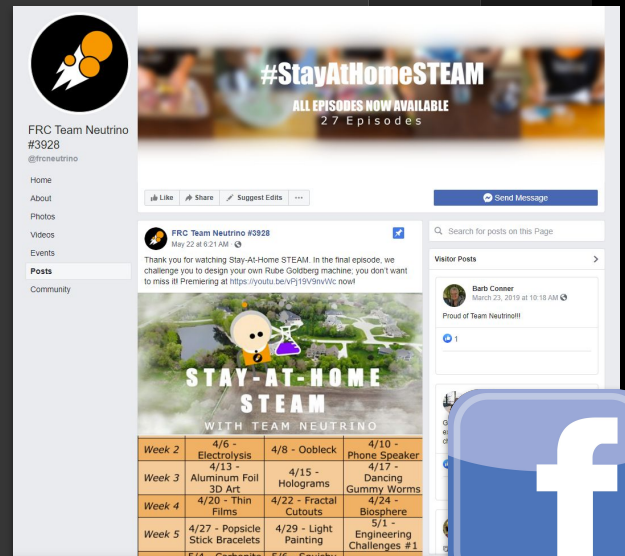 #StayAtHomeSTEAM
ALL EPISODES NOW AVAILABLE
27 Episodes
FRC Team Neutrino
#3928
@frcneutrino
Home
About
Photos
Videos
Events
Posts
Community
Like
Share
Suggest Edits
Send Message
FRC Team Neutrino #3928
May 22 at 6:21 AM
Thank you for watching Stay-At-Home STEAM. In the final episode, we
challenge you to design your own Rube Goldberg machine; you don't want
to miss it! Premiering at https://youtu.be/vPj19V9nvWc now!
STAY-AT-HOME
STEAM
WITH TEAM NEUTRINO
Week 2
4/6 -
Electrolysis
4/8 - Oobleck
4/10 -
Phone Speaker
Week 3
4/13 -
Aluminum Foil
3D Art
4/15 -
Holograms
4/17 -
Dancing
Gummy Worms
Week 4
4/20 - Thin
Films
4/22 - Fractal
Cutouts
4/24 -
Biosphere
Week 5
4/27 - Popsicle
Stick Bracelets
4/29 - Light
Painting
5/1 -
Engineering
Challenges #1
Search for posts on this Page
Visitor Posts
Barb Conner
March 23, 2019 at 10:18 AM
Proud of Team Neutrino!!!
1
f